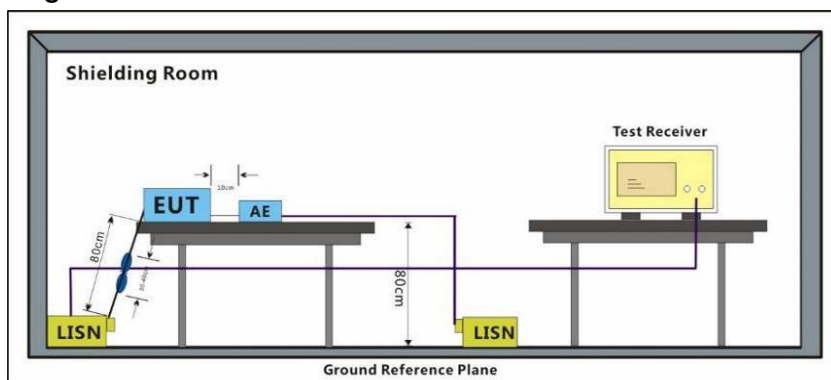 Shielding Room
Test Receiver
10cm
EUT
AE
80cm
80cm
LISN
LISN
Ground Reference Plane